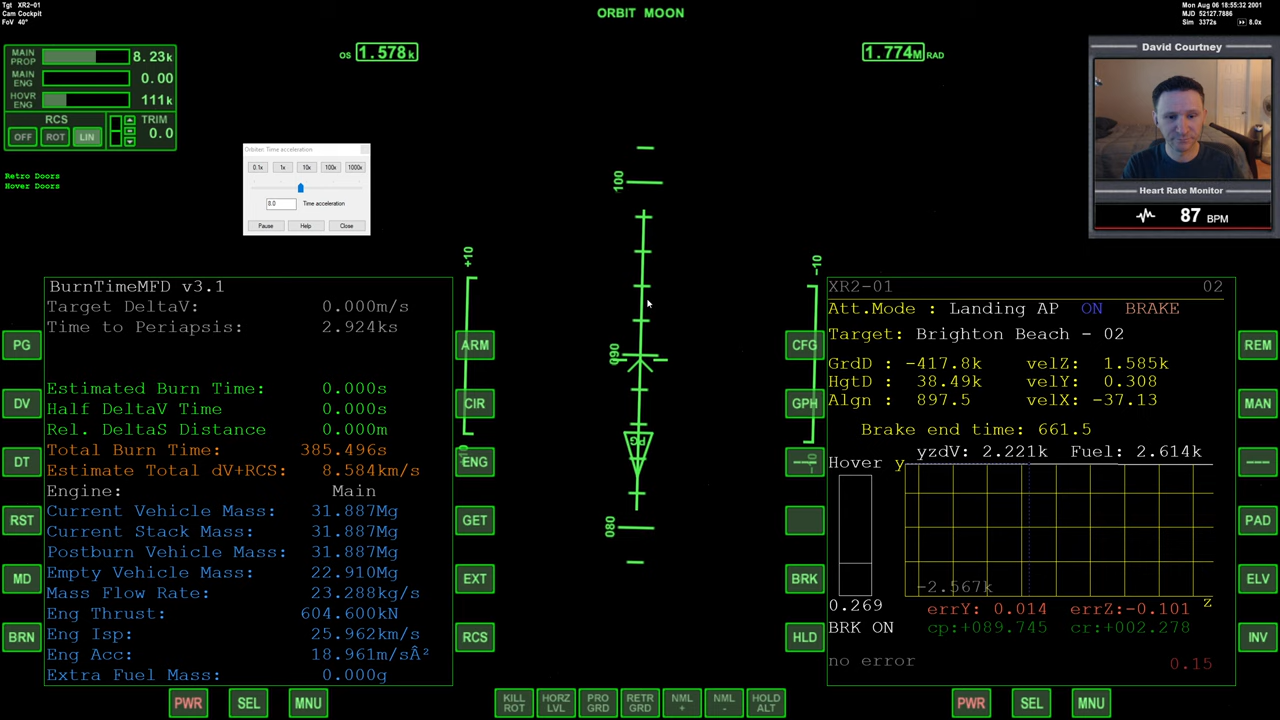 Tgt XR2-01
Cam Cockpit
FoV 40°
ORBIT MOON
Mon Aug 06 18:55:32 2001
MJD 52127.7886
Sim 3372s
8.0x
MAIN PROP 8.23k
MAIN ENG 0.00
HOVR ENG 111k
RCS TRIM
OFF ROT LIN 0.0
Retro Doors
Hover Doors
OS 1.578k
1.774M RAD
David Courtney
Heart Rate Monitor
87 BPM
Orbiter: Time acceleration
0.1x 1x 10x 100x 1000x
8.0 Time acceleration
Pause Help Close
100
090
080
PG
+10
-10
+10
-10
BurnTimeMFD v3.1
Target DeltaV: 0.000m/s
Time to Periapsis: 2.924ks
Estimated Burn Time: 0.000s
Half DeltaV Time 0.000s
Rel. DeltaS Distance 0.000m
Total Burn Time: 385.496s
Estimate Total dV+RCS: 8.584km/s
Engine: Main
Current Vehicle Mass: 31.887Mg
Current Stack Mass: 31.887Mg
Postburn Vehicle Mass: 31.887Mg
Empty Vehicle Mass: 22.910Mg
Mass Flow Rate: 23.288kg/s
Eng Thrust: 604.600kN
Eng Isp: 25.962km/s
Eng Acc: 18.961m/sÂ²
Extra Fuel Mass: 0.000g
PG
DV
DT
RST
MD
BRN
ARM
CIR
ENG
GET
EXT
RCS
PWR SEL MNU
KILL ROT
HORZ LVL
PRO GRD
RETR GRD
NML +
NML -
HOLD ALT
XR2-01 02
Att.Mode : Landing AP ON BRAKE
Target: Brighton Beach - 02
GrdD : -417.8k velZ: 1.585k
HgtD : 38.49k velY: 0.308
Algn : 897.5 velX: -37.13
Brake end time: 661.5
yzdV: 2.221k Fuel: 2.614k
Hover y
-2.567k
z
0.269
errY: 0.014 errZ:-0.101
BRK ON cp:+089.745 cr:+002.278
no error 0.15
CFG
GPH
---
BRK
HLD
REM
MAN
---
PAD
ELV
INV
PWR SEL MNU